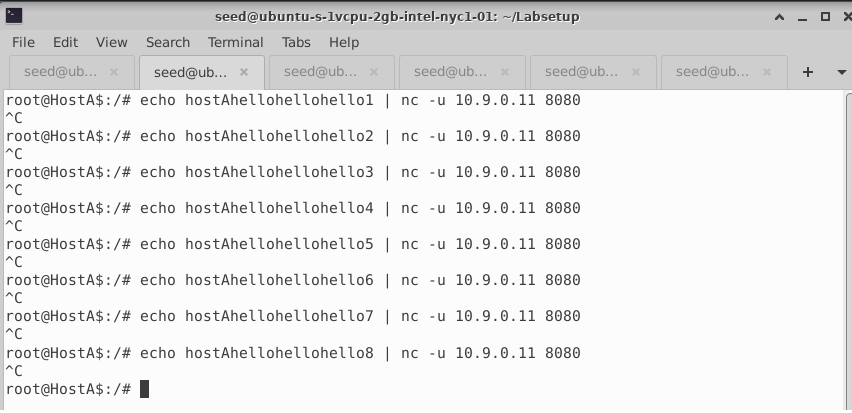 seed@ubuntu-s-1vcpu-2gb-intel-nyc1-01: ~/Labsetup
File Edit View Search Terminal Tabs Help
seed@ub... × seed@ub... × seed@ub... × seed@ub... × seed@ub... × seed@ub... × +
root@HostA$:/# echo hostAhellohellohello1 | nc -u 10.9.0.11 8080
^C
root@HostA$:/# echo hostAhellohellohello2 | nc -u 10.9.0.11 8080
^C
root@HostA$:/# echo hostAhellohellohello3 | nc -u 10.9.0.11 8080
^C
root@HostA$:/# echo hostAhellohellohello4 | nc -u 10.9.0.11 8080
^C
root@HostA$:/# echo hostAhellohellohello5 | nc -u 10.9.0.11 8080
^C
root@HostA$:/# echo hostAhellohellohello6 | nc -u 10.9.0.11 8080
^C
root@HostA$:/# echo hostAhellohellohello7 | nc -u 10.9.0.11 8080
^C
root@HostA$:/# echo hostAhellohellohello8 | nc -u 10.9.0.11 8080
^C
root@HostA$:/#